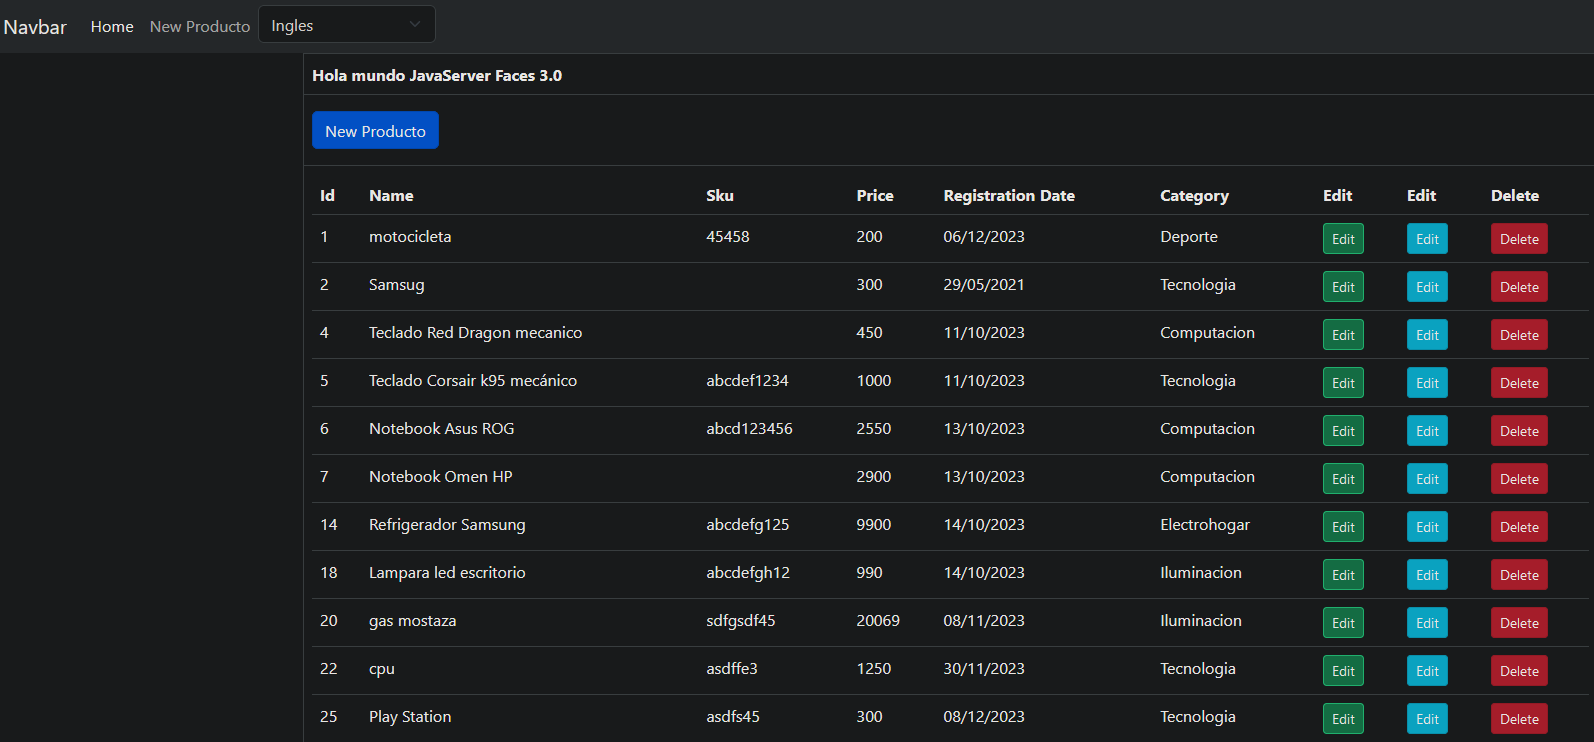 Navbar Home New Producto Ingles
Hola mundo JavaServer Faces 3.0
New Producto
Id Name Sku Price Registration Date Category Edit Edit Delete
1 motocicleta 45458 200 06/12/2023 Deporte Edit Edit Delete
2 Samsug 300 29/05/2021 Tecnologia Edit Edit Delete
4 Teclado Red Dragon mecanico 450 11/10/2023 Computacion Edit Edit Delete
5 Teclado Corsair k95 mecánico abcdef1234 1000 11/10/2023 Tecnologia Edit Edit Delete
6 Notebook Asus ROG abcd123456 2550 13/10/2023 Computacion Edit Edit Delete
7 Notebook Omen HP 2900 13/10/2023 Computacion Edit Edit Delete
14 Refrigerador Samsung abcdefg125 9900 14/10/2023 Electrohogar Edit Edit Delete
18 Lampara led escritorio abcdefgh12 990 14/10/2023 Iluminacion Edit Edit Delete
20 gas mostaza sdfgsdf45 20069 08/11/2023 Iluminacion Edit Edit Delete
22 cpu asdffe3 1250 30/11/2023 Tecnologia Edit Edit Delete
25 Play Station asdfs45 300 08/12/2023 Tecnologia Edit Edit Delete